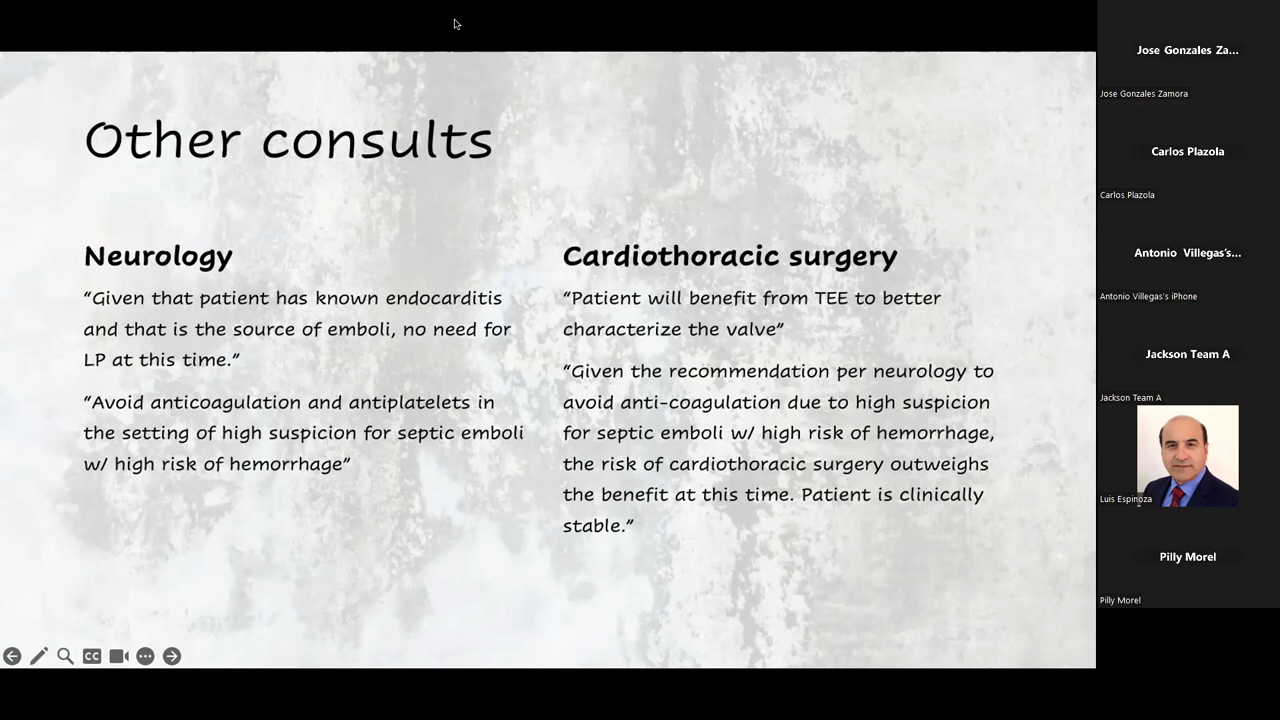 Other consults
Neurology
“Given that patient has known endocarditis
and that is the source of emboli, no need for
LP at this time.”
“Avoid anticoagulation and antiplatelets in
the setting of high suspicion for septic emboli
w/ high risk of hemorrhage”
Cardiothoracic surgery
“Patient will benefit from TEE to better
characterize the valve”
“Given the recommendation per neurology to
avoid anti-coagulation due to high suspicion
for septic emboli w/ high risk of hemorrhage,
the risk of cardiothoracic surgery outweighs
the benefit at this time. Patient is clinically
stable.”
CC
Jose Gonzales Za...
Jose Gonzales Zamora
Carlos Plazola
Carlos Plazola
Antonio Villegas's...
Antonio Villegas's iPhone
Jackson Team A
Jackson Team A
Luis Espinoza
Pilly Morel
Pilly Morel